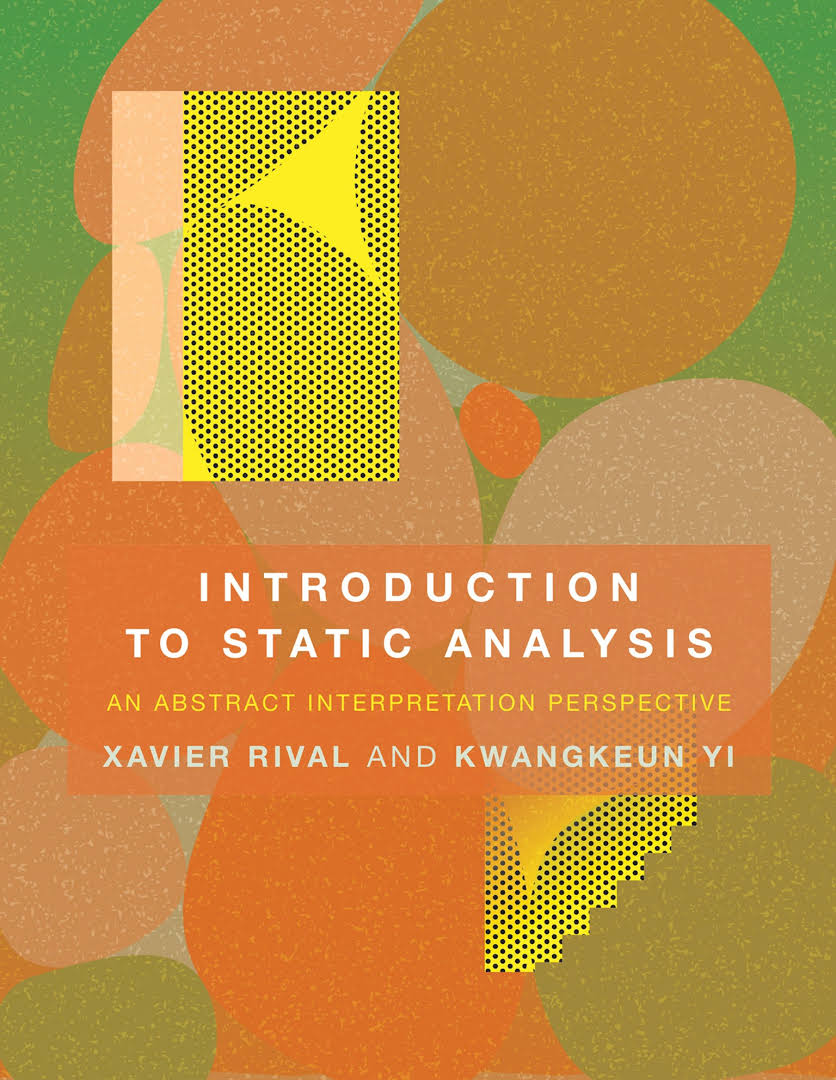 INTRODUCTION
TO STATIC ANALYSIS
AN ABSTRACT INTERPRETATION PERSPECTIVE
XAVIER RIVAL AND KWANGKEUN YI